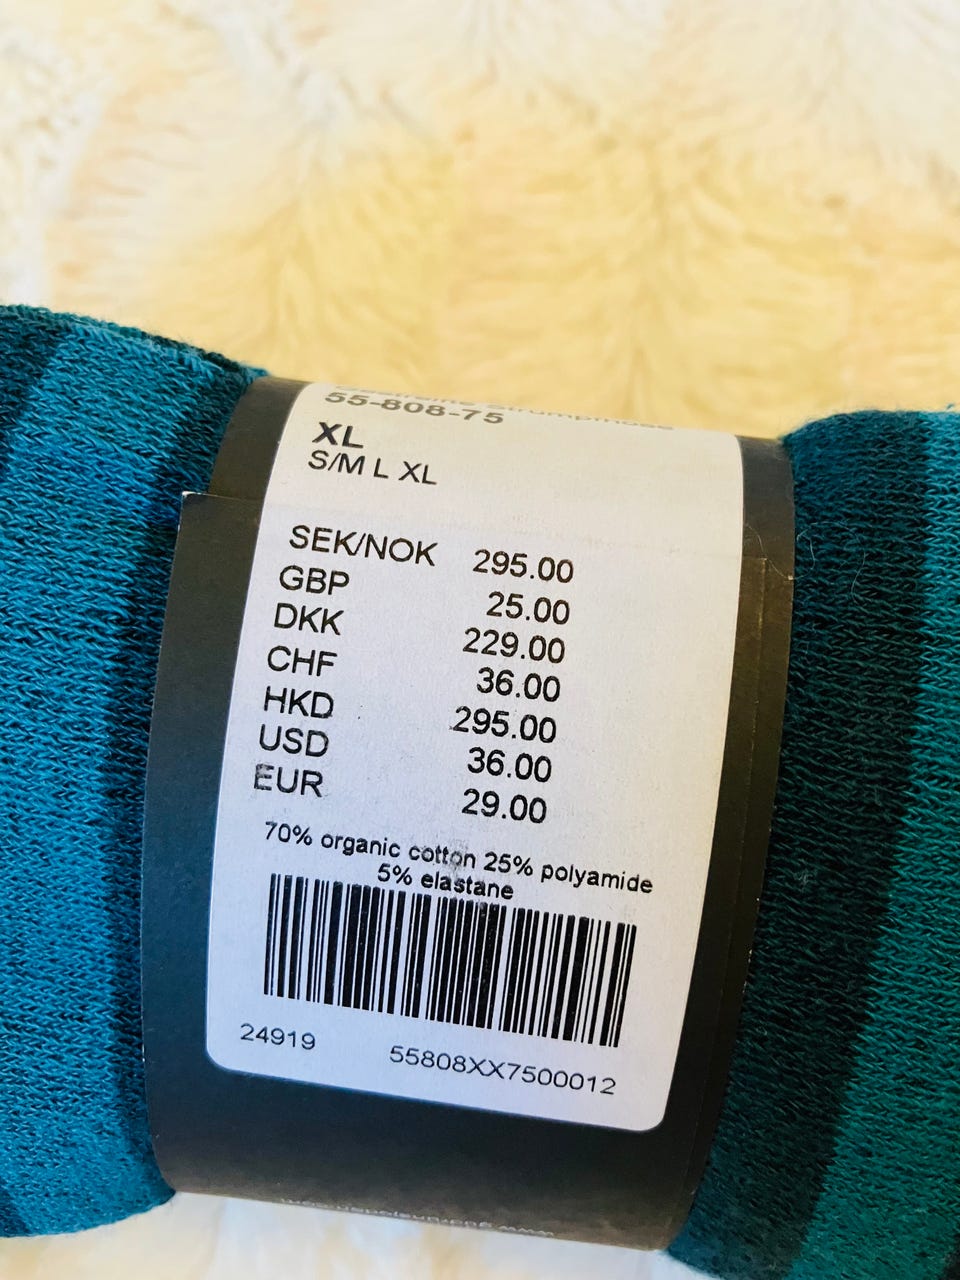 55-808-75
XL
S/M L XL
SEK/NOK 295.00
GBP 25.00
DKK 229.00
CHF 36.00
HKD 295.00
USD 36.00
EUR 29.00
70% organic cotton 25% polyamide
5% elastane
24919 55808XX7500012